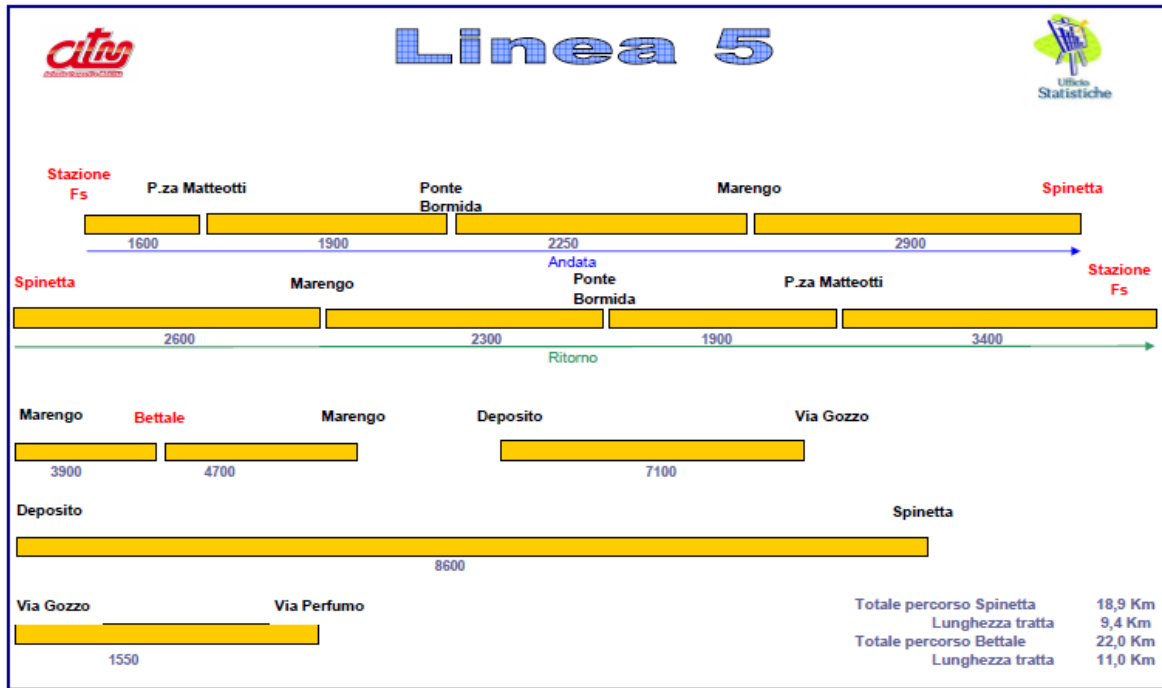 atm
Linea 5
Ufficio
Statistiche
Stazione
Fs
P.za Matteotti
Ponte
Bormida
Marengo
Spinetta
1600
1900
2250
2900
Andata
Spinetta
Marengo
Ponte
Bormida
P.za Matteotti
Stazione
Fs
2600
2300
1900
3400
Ritorno
Marengo
Bettale
Marengo
Deposito
Via Gozzo
3900
4700
7100
Deposito
Spinetta
8600
Via Gozzo
Via Perfumo
1550
Totale percorso Spinetta 18,9 Km
Lunghezza tratta 9,4 Km
Totale percorso Bettale 22,0 Km
Lunghezza tratta 11,0 Km